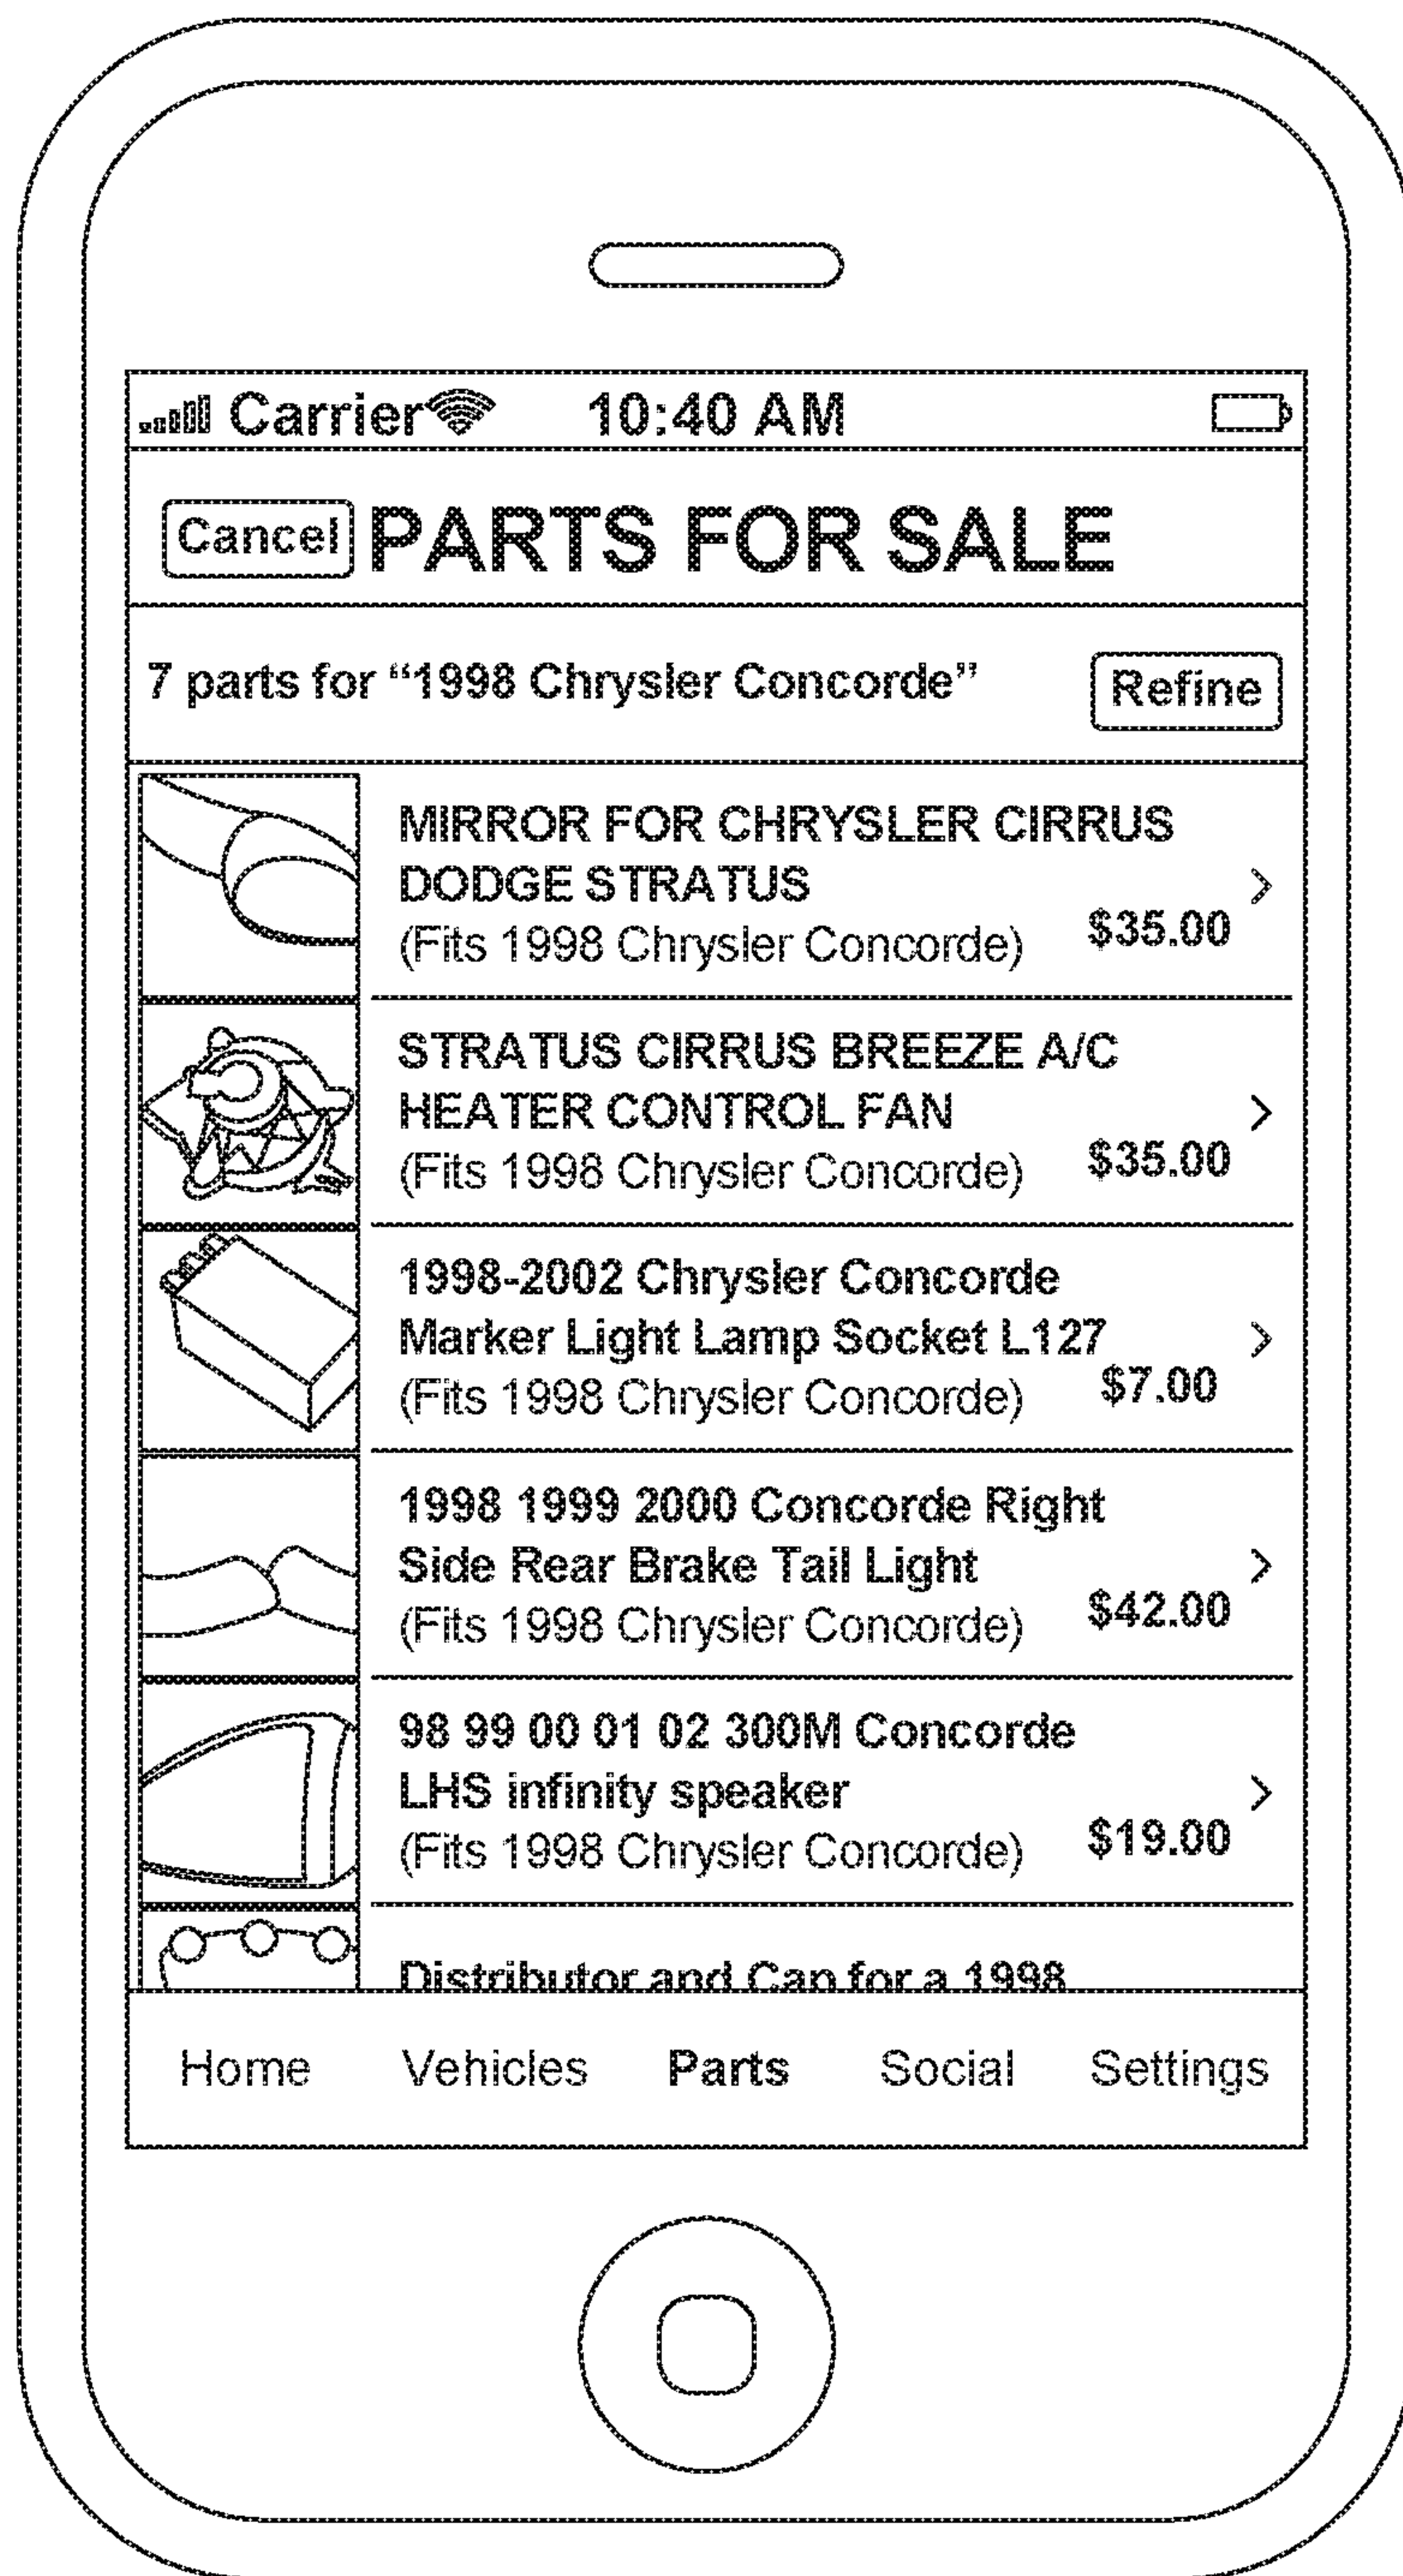 Carrier 10:40 AM
Cancel PARTS FOR SALE
7 parts for “1998 Chrysler Concorde” Refine
MIRROR FOR CHRYSLER CIRRUS
DODGE STRATUS
(Fits 1998 Chrysler Concorde) $35.00
STRATUS CIRRUS BREEZE A/C
HEATER CONTROL FAN
(Fits 1998 Chrysler Concorde) $35.00
1998-2002 Chrysler Concorde
Marker Light Lamp Socket L127
(Fits 1998 Chrysler Concorde) $7.00
1998 1999 2000 Concorde Right
Side Rear Brake Tail Light
(Fits 1998 Chrysler Concorde) $42.00
98 99 00 01 02 300M Concorde
LHS infinity speaker
(Fits 1998 Chrysler Concorde) $19.00
Distributor and Cap for a 1998
Home Vehicles Parts Social Settings